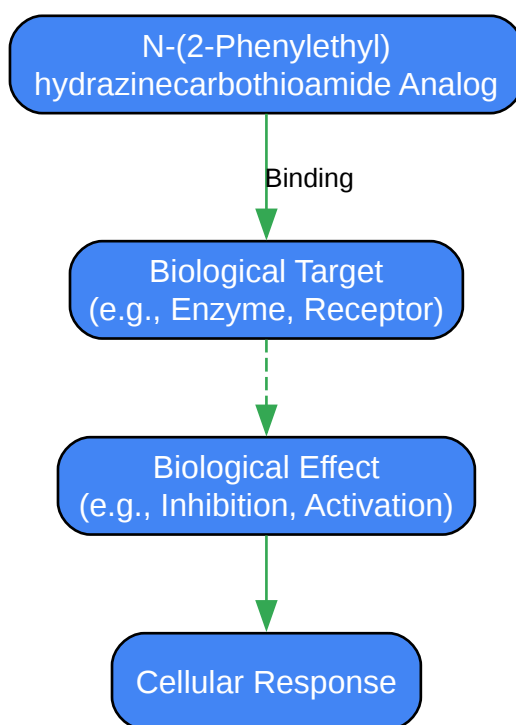 N-(2-Phenylethyl)
hydrazinecarbothioamide Analog
Binding
Biological Target
(e.g., Enzyme, Receptor)
Biological Effect
(e.g., Inhibition, Activation)
Cellular Response